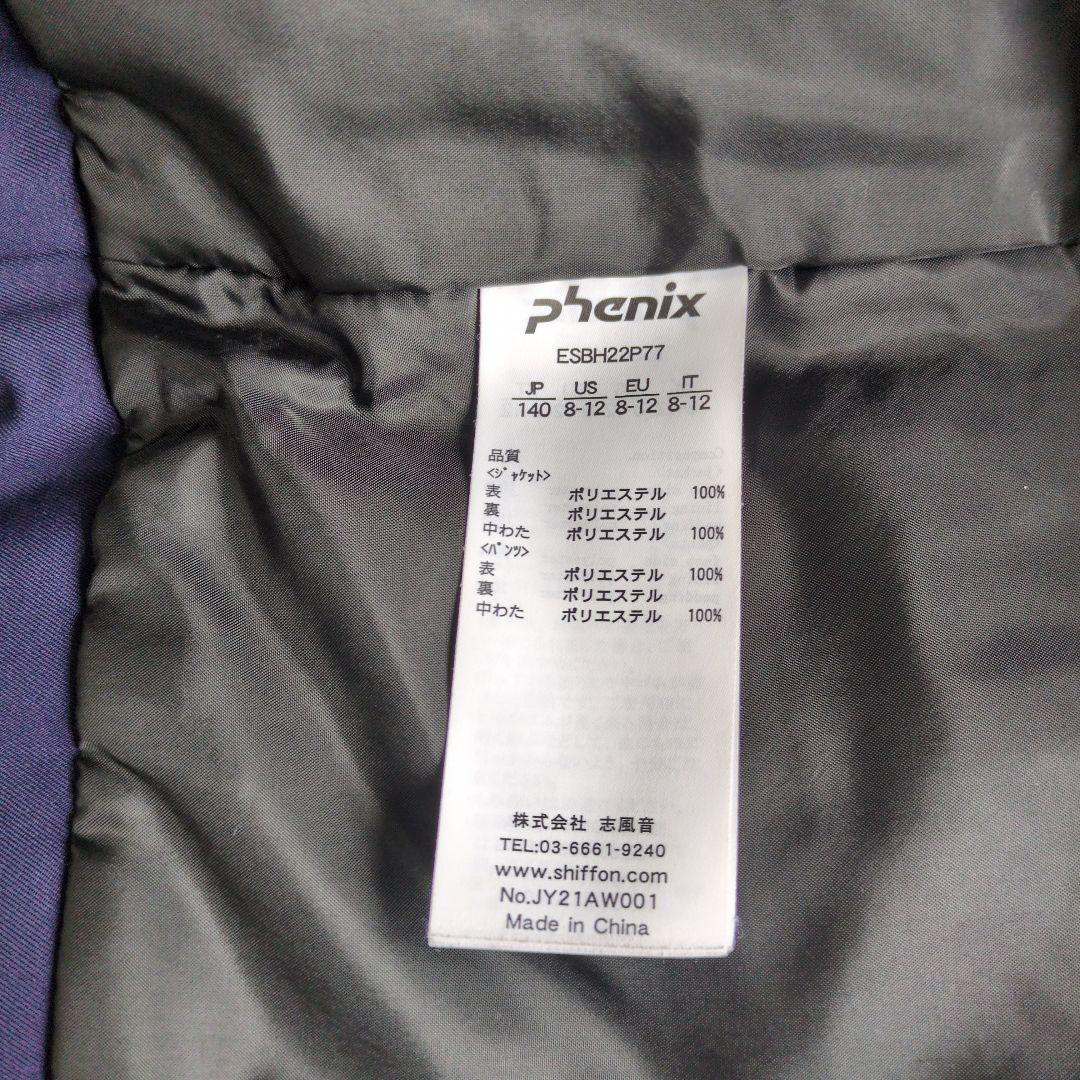 phenix
ESBH22P77
JP US EU IT
140 8-12 8-12 8-12
品質
<ｼﾞｬｹｯﾄ>
表 ポリエステル 100%
裏 ポリエステル
中わた ポリエステル 100%
<ﾊﾟﾝﾂ>
表 ポリエステル 100%
裏 ポリエステル
中わた ポリエステル 100%
株式会社 志風音
TEL:03-6661-9240
www.shiffon.com
No.JY21AW001
Made in China